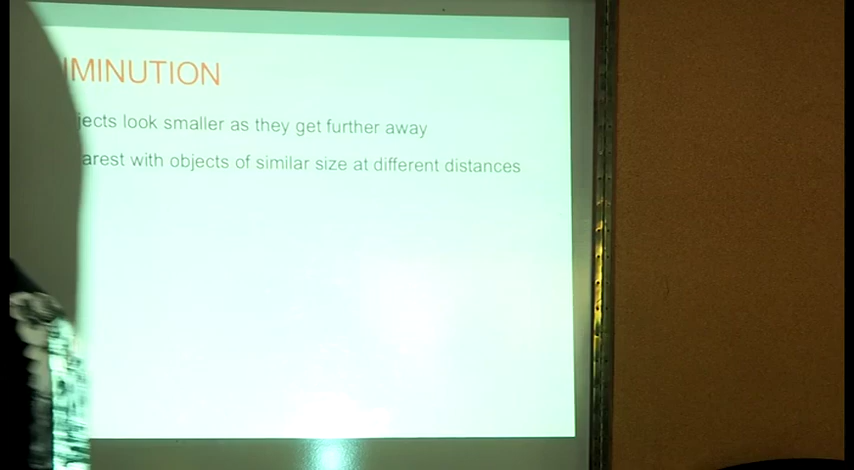 IMINUTION
jects look smaller as they get further away
arest with objects of similar size at different distances